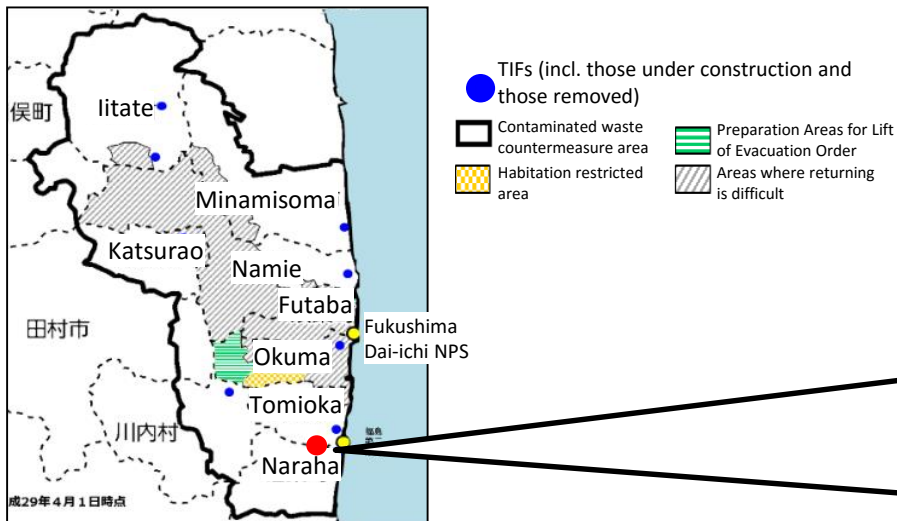 TIFs (incl. those under construction and
those removed)
Contaminated waste
countermeasure area
Preparation Areas for Lift
of Evacuation Order
Habitation restricted
area
Areas where returning
is difficult
Iitate
俣町
Minamisomai
Katsurao
Namie
Futaba
Fukushima
Dai-ichi NPS
田村市
Okuma
Tomioka
川内村
Naraha
成29年4月1日時点